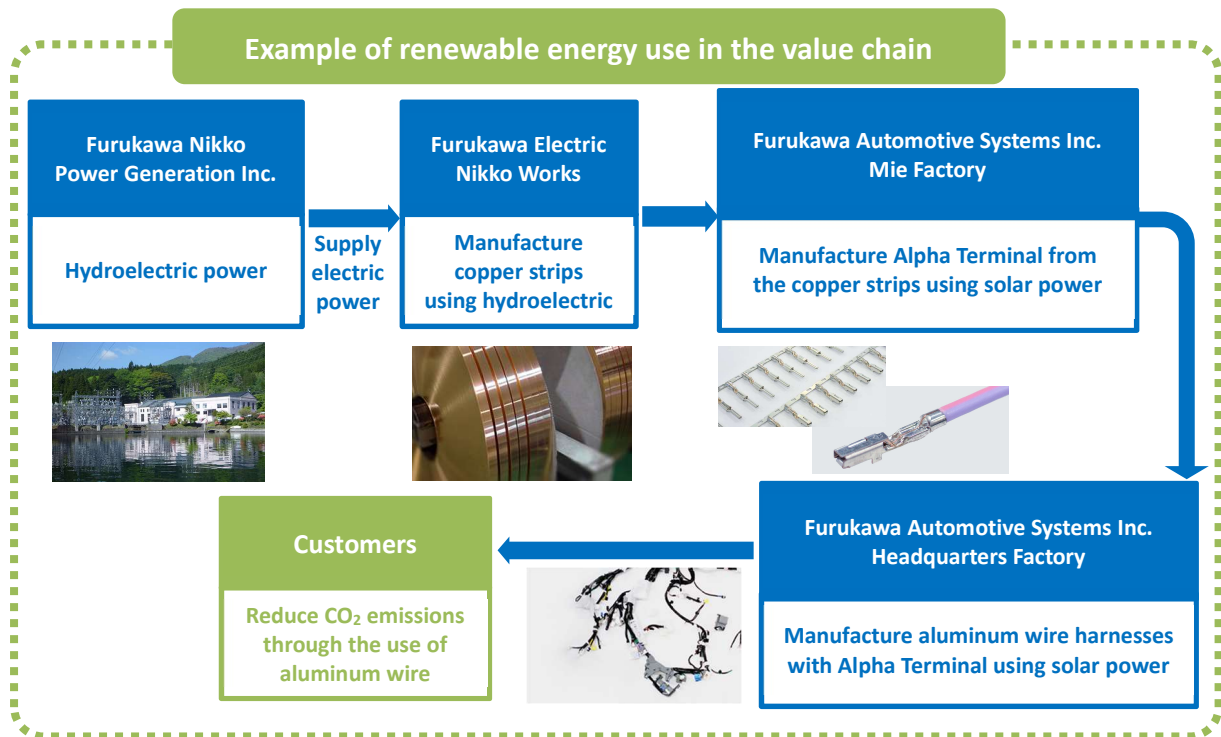 Example of renewable energy use in the value chain
Furukawa Nikko
Power Generation Inc.
Hydroelectric power
Supply
electric
power
Furukawa Electric
Nikko Works
Manufacture
copper strips
using hydroelectric
Furukawa Automotive Systems Inc.
Mie Factory
Manufacture Alpha Terminal from
the copper strips using solar power
Furukawa Automotive Systems Inc.
Headquarters Factory
Manufacture aluminum wire harnesses
with Alpha Terminal using solar power
Customers
Reduce CO₂ emissions
through the use of
aluminum wire